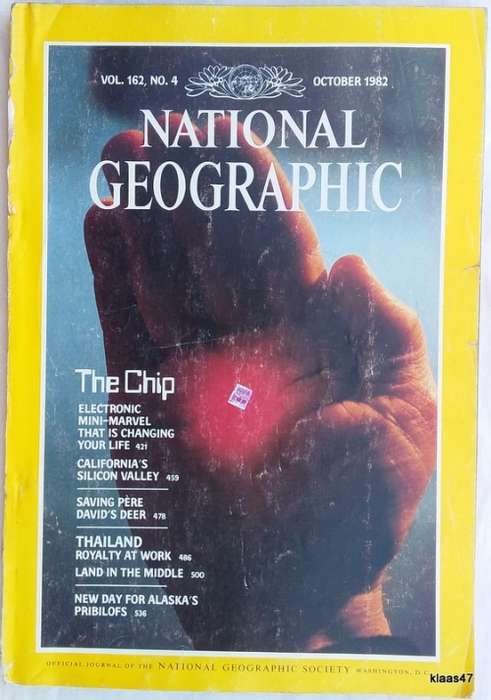 VOL. 162, NO. 4 OCTOBER 1982
NATIONAL
GEOGRAPHIC
The Chip
ELECTRONIC
MINI-MARVEL
THAT IS CHANGING
YOUR LIFE 421
CALIFORNIA'S
SILICON VALLEY 459
SAVING PÈRE
DAVID'S DEER 478
THAILAND
ROYALTY AT WORK 486
LAND IN THE MIDDLE 500
NEW DAY FOR ALASKA'S
PRIBILOFS 536
OFFICIAL JOURNAL OF THE NATIONAL GEOGRAPHIC SOCIETY WASHINGTON, D.C.
klaas47